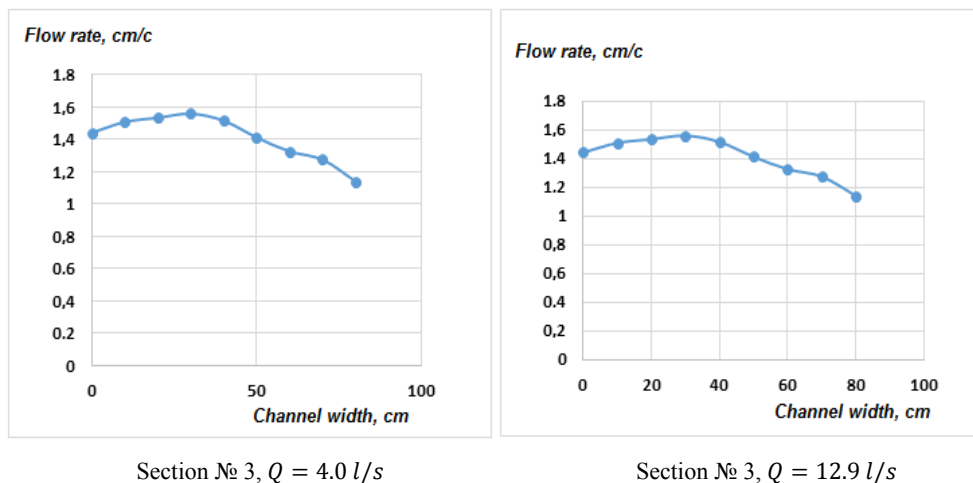 Flow rate, cm/c
1.8
1,6
1.4
1,2
1
0,8
0.6
0,4
0.2
0
0 50 100
Channel width, cm
Section № 3, Q = 4.0 l/s
Flow rate, cm/c
1.8
1,6
1.4
1.2
1
0,8
0,6
0.4
0,2
0
0 20 40 60 80 100
Channel width, cm
Section № 3, Q = 12.9 l/s